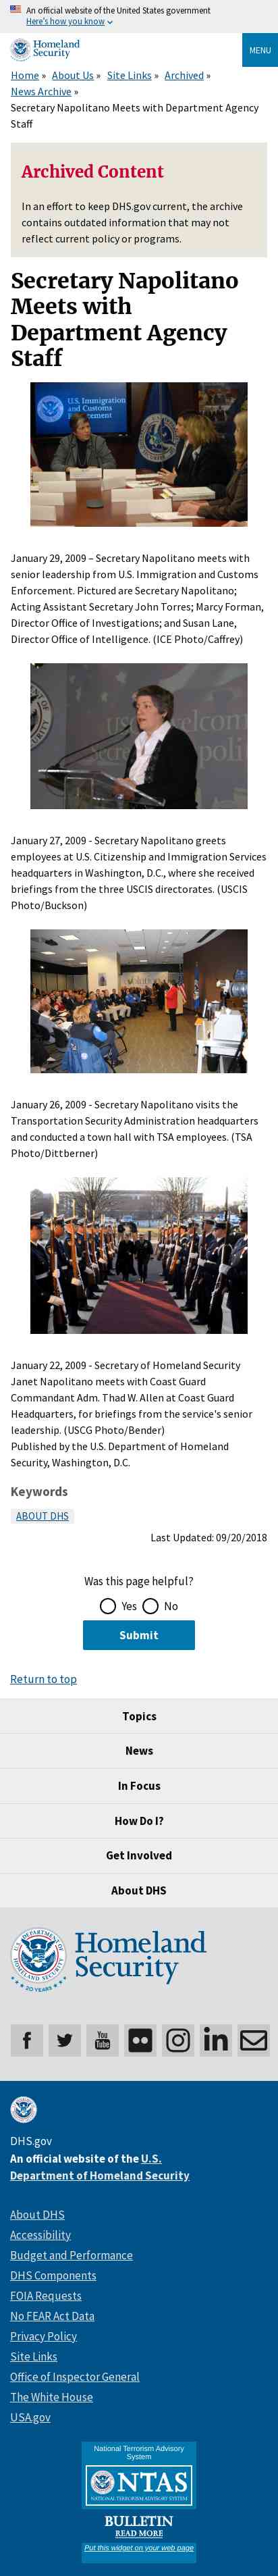 An official website of the United States government
Here's how you know
Homeland
Security
MENU
Home » About Us » Site Links » Archived »
News Archive »
Secretary Napolitano Meets with Department Agency
Staff
Archived Content
In an effort to keep DHS.gov current, the archive
contains outdated information that may not
reflect current policy or programs.
Secretary Napolitano
Meets with
Department Agency
Staff
U.S. Immigration
and Customs
Enforcement
January 29, 2009 – Secretary Napolitano meets with
senior leadership from U.S. Immigration and Customs
Enforcement. Pictured are Secretary Napolitano;
Acting Assistant Secretary John Torres; Marcy Forman,
Director Office of Investigations; and Susan Lane,
Director Office of Intelligence. (ICE Photo/Caffrey)
January 27, 2009 - Secretary Napolitano greets
employees at U.S. Citizenship and Immigration Services
headquarters in Washington, D.C., where she received
briefings from the three USCIS directorates. (USCIS
Photo/Buckson)
January 26, 2009 - Secretary Napolitano visits the
Transportation Security Administration headquarters
and conducted a town hall with TSA employees. (TSA
Photo/Dittberner)
January 22, 2009 - Secretary of Homeland Security
Janet Napolitano meets with Coast Guard
Commandant Adm. Thad W. Allen at Coast Guard
Headquarters, for briefings from the service's senior
leadership. (USCG Photo/Bender)
Published by the U.S. Department of Homeland
Security, Washington, D.C.
Keywords
ABOUT DHS
Last Updated: 09/20/2018
Was this page helpful?
Yes No
Submit
Return to top
Topics
News
In Focus
How Do I?
Get Involved
About DHS
Homeland
Security
20 YEARS
You
Tube
DHS.gov
An official website of the U.S.
Department of Homeland Security
About DHS
Accessibility
Budget and Performance
DHS Components
FOIA Requests
No FEAR Act Data
Privacy Policy
Site Links
Office of Inspector General
The White House
USA.gov
National Terrorism Advisory
System
NTAS
NATIONAL TERRORISM ADVISORY SYSTEM
BULLETIN
READ MORE
Put this widget on your web page